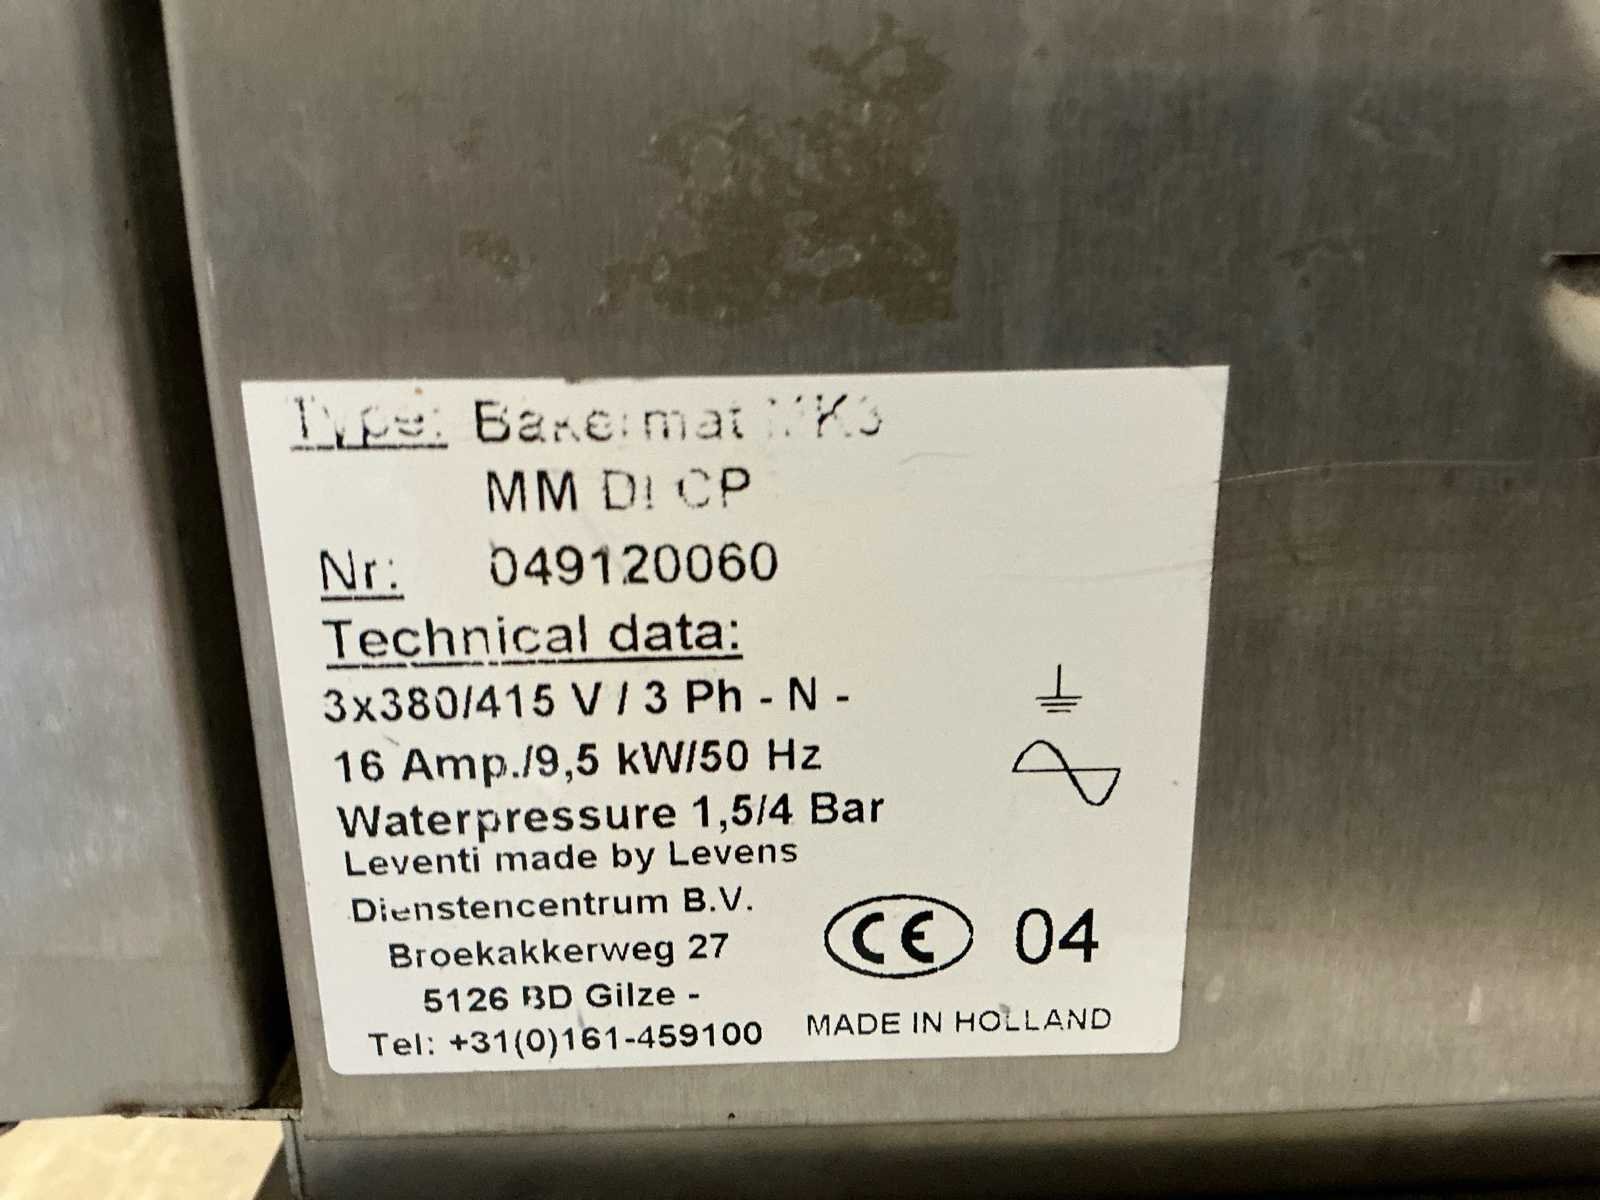 Type: Bakermat MK3
MM DI CP
Nr: 049120060
Technical data:
3x380/415 V / 3 Ph - N -
16 Amp./9,5 kW/50 Hz
Waterpressure 1,5/4 Bar
Leventi made by Levens
Dienstencentrum B.V.
Broekakkerweg 27
5126 BD Gilze -
Tel: +31(0)161-459100
CE 04
MADE IN HOLLAND